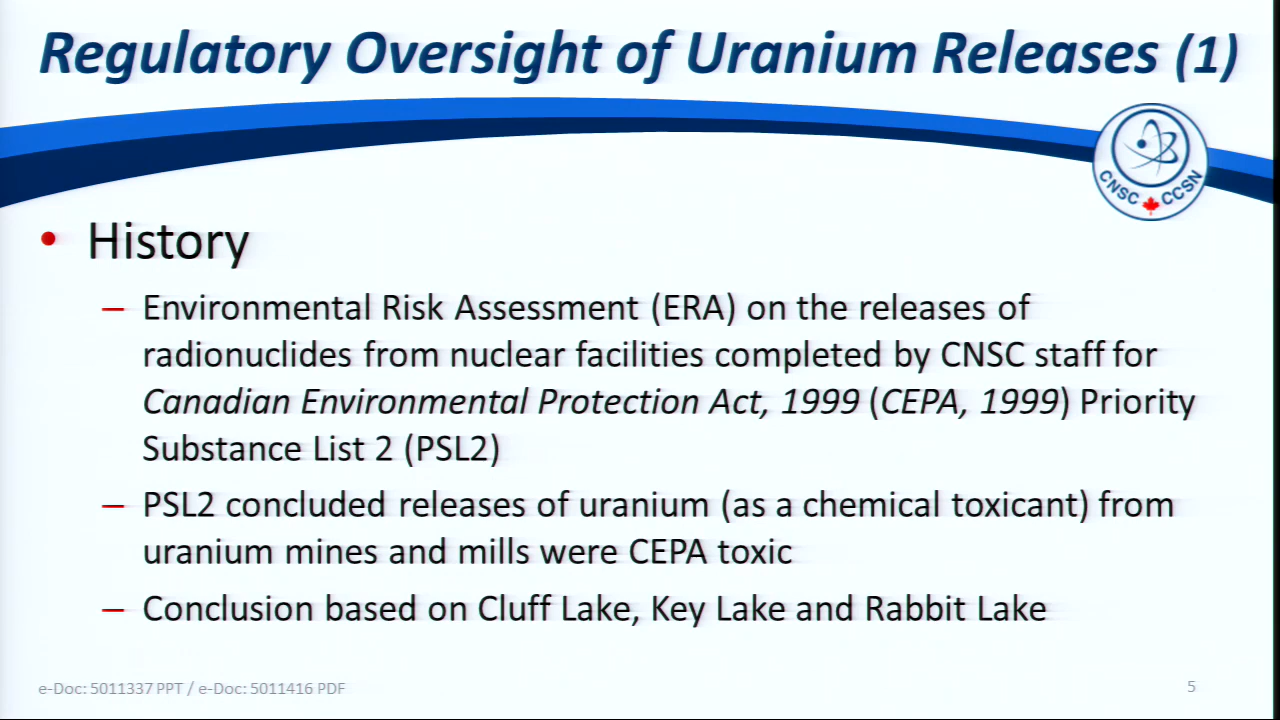 Regulatory Oversight of Uranium Releases (1)
CNSC CCSN
• History
– Environmental Risk Assessment (ERA) on the releases of
radionuclides from nuclear facilities completed by CNSC staff for
Canadian Environmental Protection Act, 1999 (CEPA, 1999) Priority
Substance List 2 (PSL2)
– PSL2 concluded releases of uranium (as a chemical toxicant) from
uranium mines and mills were CEPA toxic
– Conclusion based on Cluff Lake, Key Lake and Rabbit Lake
e-Doc: 5011337 PPT / e-Doc: 5011416 PDF
5